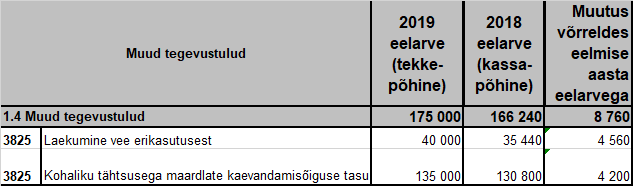 Muud tegevustulud
2019
eelarve
(tekke-
põhine)
2018
eelarve
(kassa-
põhine)
Muutus
võrreldes
eelmise
aasta
eelarvega
1.4 Muud tegevustulud 175 000 166 240 8 760
3825 Laekumine vee erikasutusest 40 000 35 440 4 560
3825 Kohaliku tähtsusega maardlate kaevandamisõiguse tasu 135 000 130 800 4 200